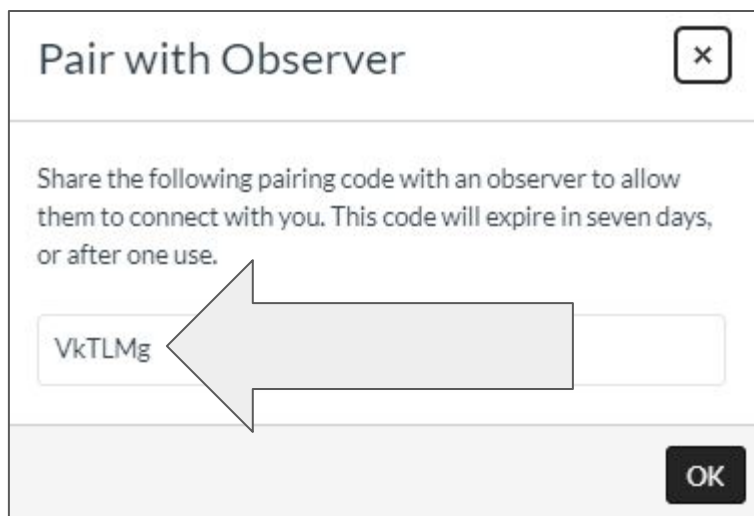 Pair with Observer
×
Share the following pairing code with an observer to allow
them to connect with you. This code will expire in seven days,
or after one use.
VkTLMg
OK